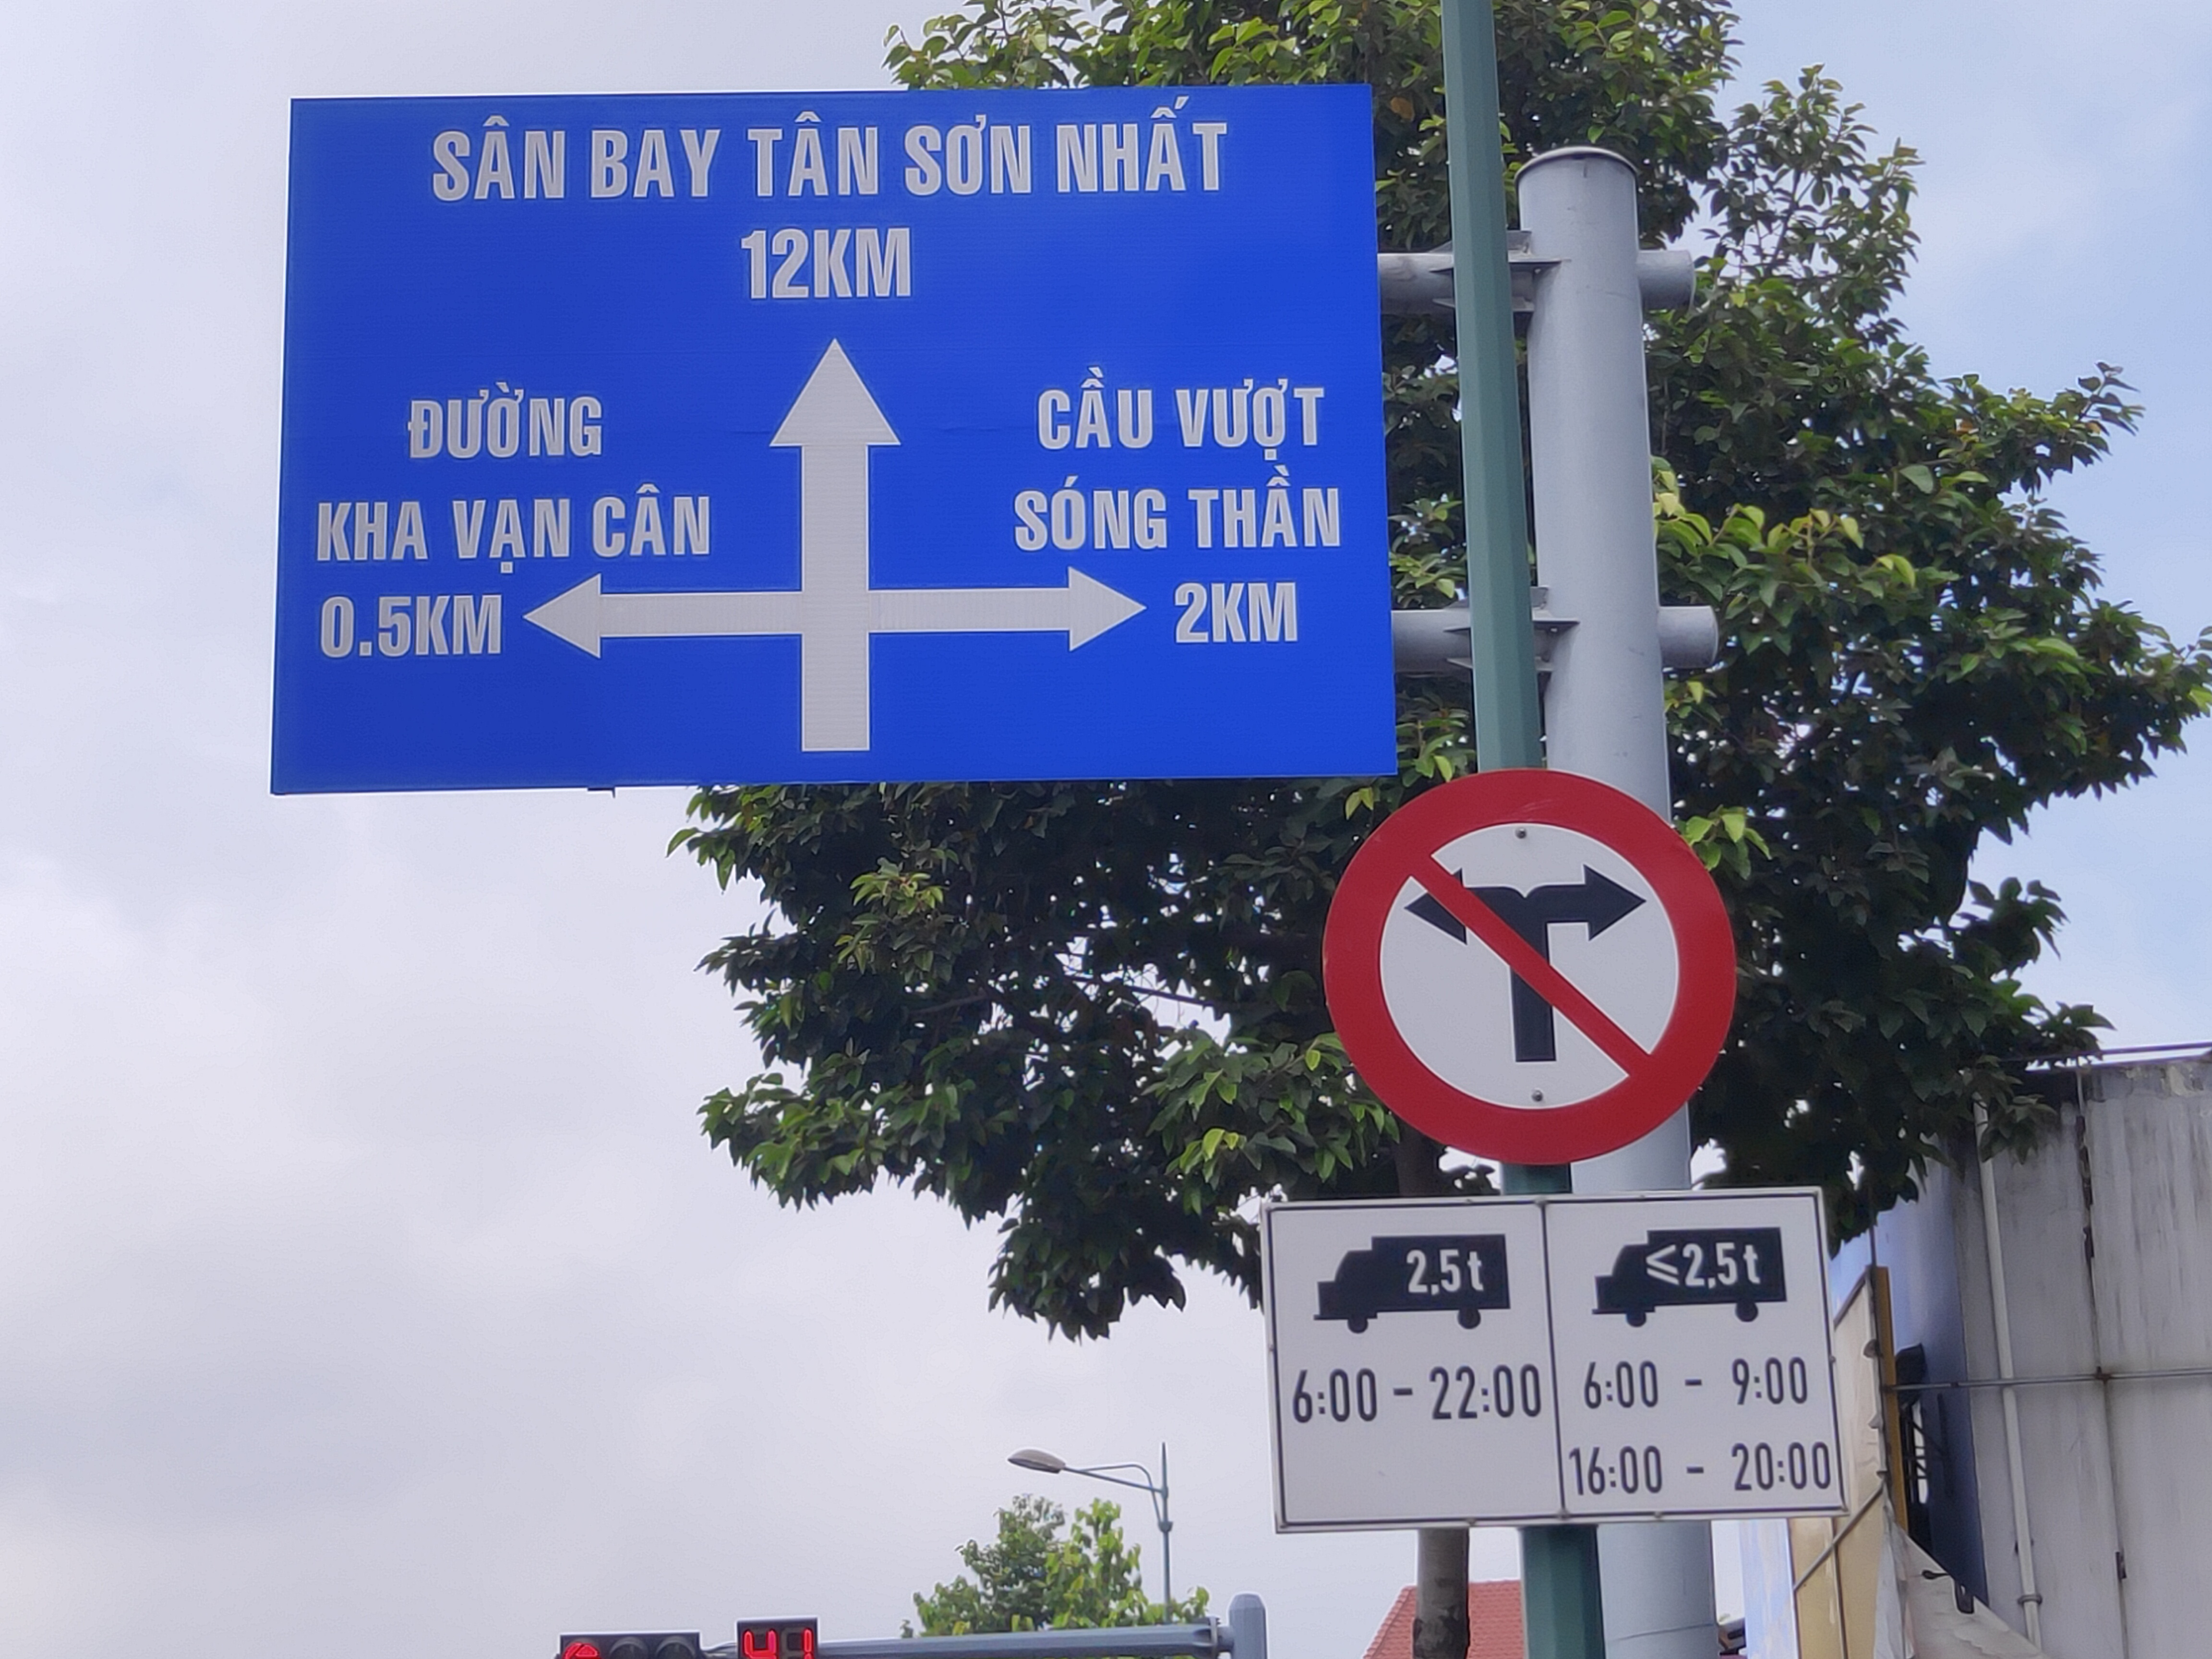 SÂN BAY TÂN SƠN NHẤT
12KM
ĐƯỜNG
KHA VẠN CÂN
0.5KM
CẦU VƯỢT
SÓNG THẦN
2KM
2,5t
6:00 - 22:00
≤2,5t
6:00 - 9:00
16:00 - 20:00
41